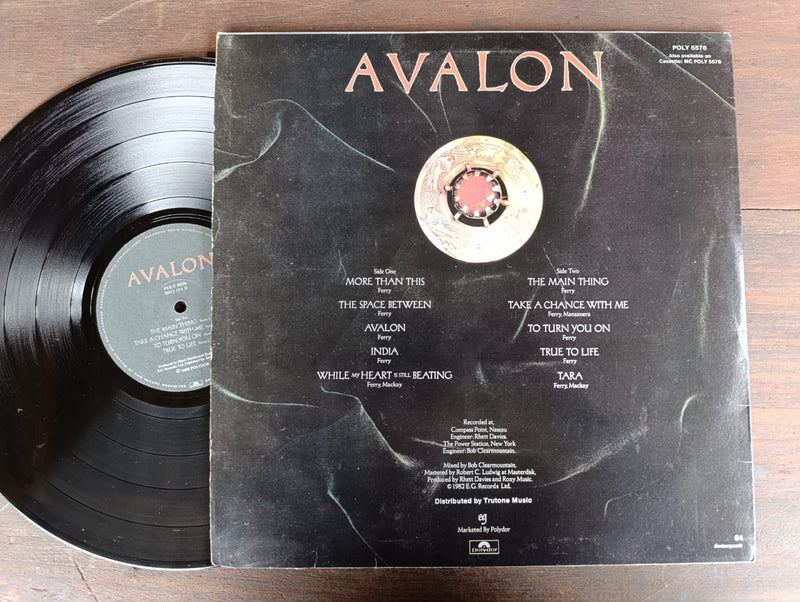 AVALON
POLY 5576
Also available on
Cassette: MC POLY 5576
Side One
MORE THAN THIS
Ferry
THE SPACE BETWEEN
Ferry
AVALON
Ferry
INDIA
Ferry
WHILE MY HEART IS STILL BEATING
Ferry, Mackay
Side Two
THE MAIN THING
Ferry
TAKE A CHANCE WITH ME
Ferry, Manzanera
TO TURN YOU ON
Ferry
TRUE TO LIFE
Ferry
TARA
Ferry, Mackay
Recorded at,
Compass Point, Nassau
Engineer: Rhett Davies.
The Power Station, New York
Engineer: Bob Clearmountain.
Mixed by Bob Clearmountain,
Mastered by Robert C. Ludwig at Masterdisk,
Produced by Rhett Davies and Roxy Music.
©1982 E.G. Records Ltd.
Distributed by Trutone Music
eg
Marketed By Polydor
Polydor
64
AVALON
Side Two
THE MAIN THING
TAKE A CHANCE WITH ME
TO TURN YOU ON
TRUE TO LIFE